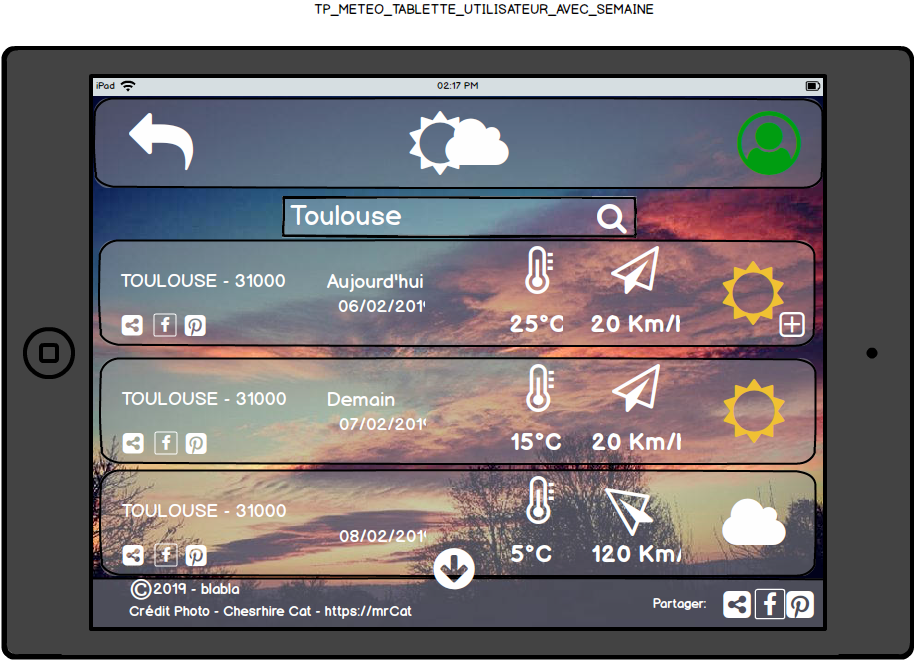 TP_METEO_TABLETTE_UTILISATEUR_AVEC_SEMAINE
iPad 02:17 PM
Toulouse
TOULOUSE - 31000 Aujourd'hui
06/02/201
25°C 20 Km/
TOULOUSE - 31000 Demain
07/02/201
15°C 20 Km/
TOULOUSE - 31000
08/02/201
5°C 120 Km/
©2019 - blabla
Crédit Photo - Chesrhire Cat - https://mrCat
Partager: